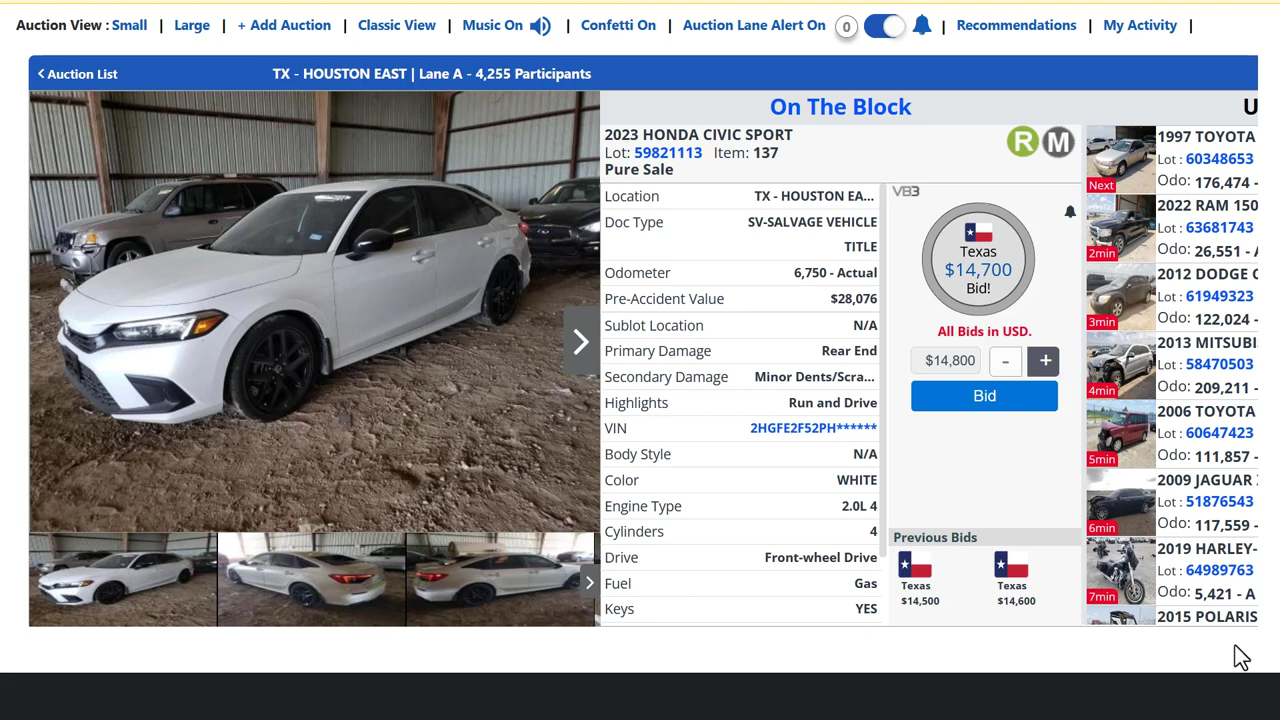 Auction View : Small | Large | + Add Auction | Classic View | Music On | Confetti On | Auction Lane Alert On 0 | Recommendations | My Activity |
Auction List TX - HOUSTON EAST | Lane A - 4,255 Participants
On The Block U
2023 HONDA CIVIC SPORT
Lot: 59821113 Item: 137
Pure Sale
R M
Location TX - HOUSTON EA...
Doc Type SV-SALVAGE VEHICLE
TITLE
Odometer 6,750 - Actual
Pre-Accident Value $28,076
Sublot Location N/A
Primary Damage Rear End
Secondary Damage Minor Dents/Scra...
Highlights Run and Drive
VIN 2HGFE2F52PH******
Body Style N/A
Color WHITE
Engine Type 2.0L 4
Cylinders 4
Drive Front-wheel Drive
Fuel Gas
Keys YES
VB3
Texas
$14,700
Bid!
All Bids in USD.
$14,800 - +
Bid
Previous Bids
Texas Texas
$14,500 $14,600
1997 TOYOTA
Lot : 60348653
Next Odo: 176,474 -
2022 RAM 150
Lot : 63681743
2min Odo: 26,551 - A
2012 DODGE C
Lot : 61949323
3min Odo: 122,024 -
2013 MITSUBI
Lot : 58470503
4min Odo: 209,211 -
2006 TOYOTA
Lot : 60647423
5min Odo: 111,857 -
2009 JAGUAR
Lot : 51876543
6min Odo: 117,559 -
2019 HARLEY-
Lot : 64989763
7min Odo: 5,421 - A
2015 POLARIS